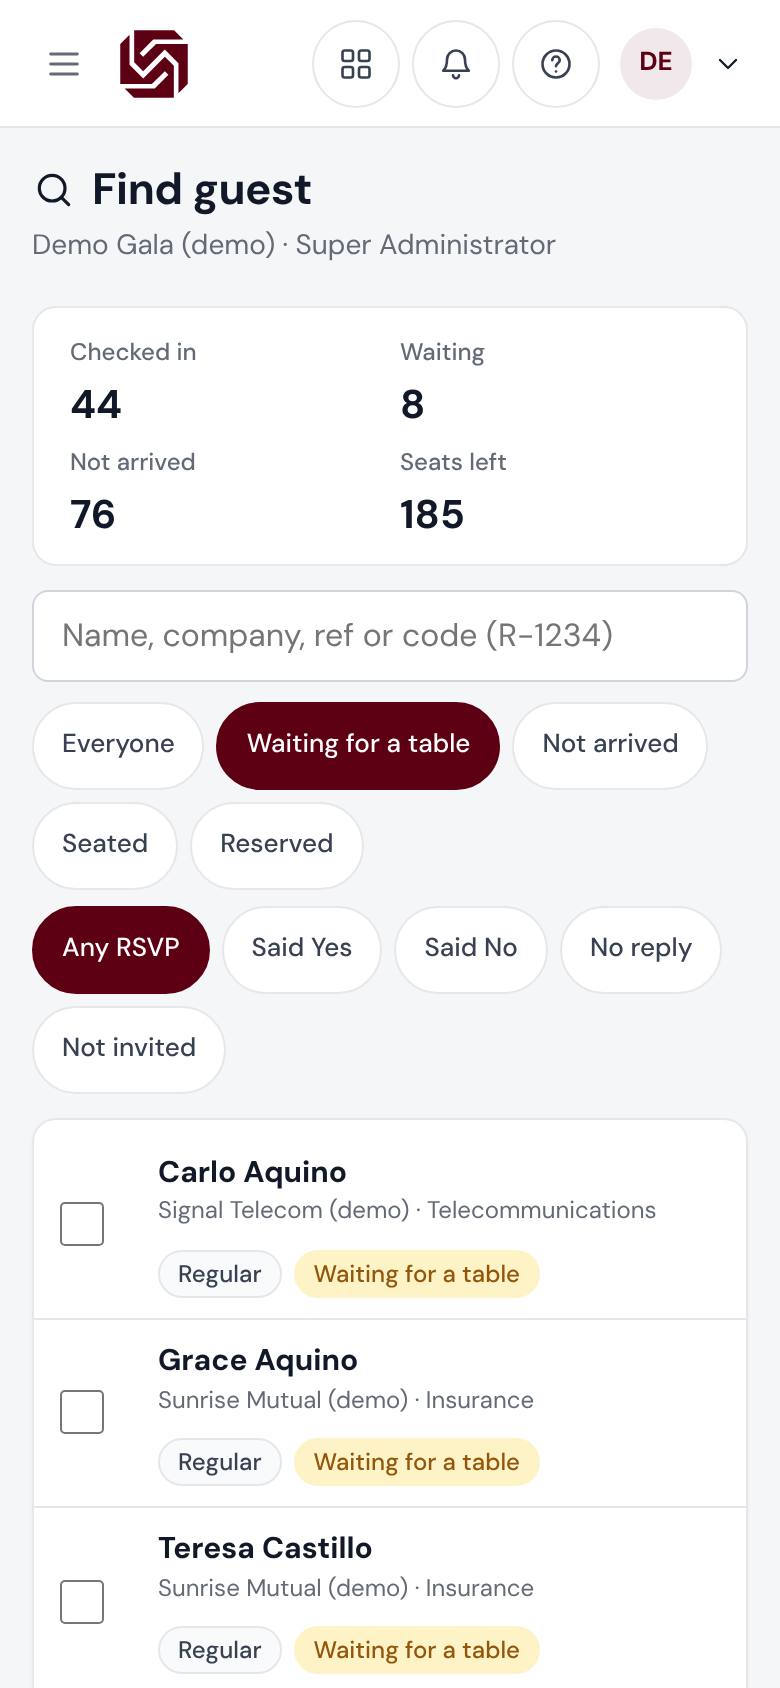 DE
Find guest
Demo Gala (demo) · Super Administrator
Checked in
Waiting
44
8
Not arrived
Seats left
76
185
Name, company, ref or code (R-1234)
Everyone
Waiting for a table
Not arrived
Seated
Reserved
Any RSVP
Said Yes
Said No
No reply
Not invited
Carlo Aquino
Signal Telecom (demo) · Telecommunications
Regular
Waiting for a table
Grace Aquino
Sunrise Mutual (demo) · Insurance
Regular
Waiting for a table
Teresa Castillo
Sunrise Mutual (demo) · Insurance
Regular
Waiting for a table